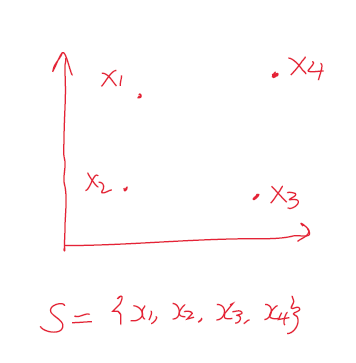 x1
x4
x2
x3
S = {x1, x2, x3, x4}